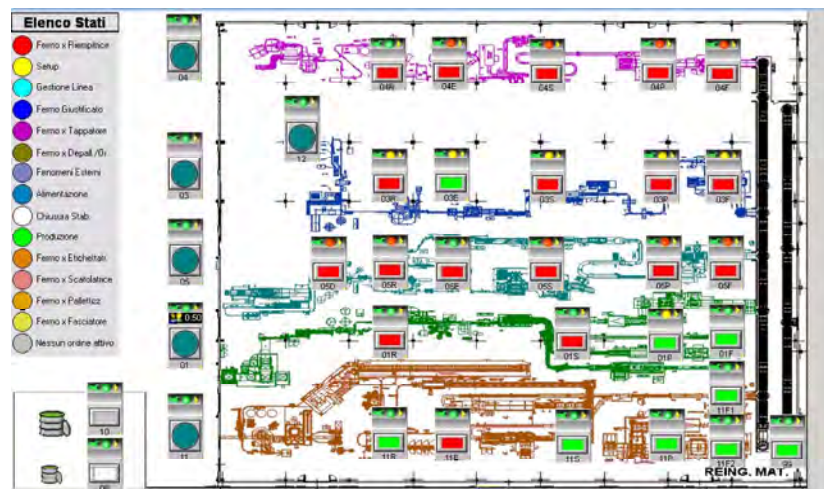 Elenco Stati
Fermo x Riempitrice
Setup
Gestione Linea
Fermo Giustificato
Fermo x Tappatore
Fermo x Depall./Or
Fenomeni Esterni
Alimentazione
Chiusura Stab.
Produzione
Fermo x Etichettatr.
Fermo x Scatolatrice
Fermo x Pallettizz.
Fermo x Fasciatore
Nessun ordine attivo
04
04R 04E 04S 04P 04F
12
03
03R 03E 03S 03P 03F
05
05D 05R 05E 05S 05P 05F
0.50
01
01R 01S 01P 01F
11F1
10
11
11R 11E 11S 11P 11F2 99
REING. MAT.